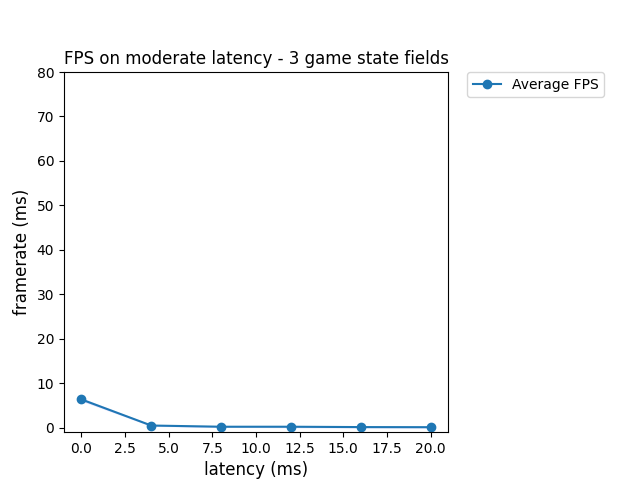 FPS on moderate latency - 3 game state fields
Average FPS
80
70
60
50
40
30
20
10
0
framerate (ms)
0.0 2.5 5.0 7.5 10.0 12.5 15.0 17.5 20.0
latency (ms)